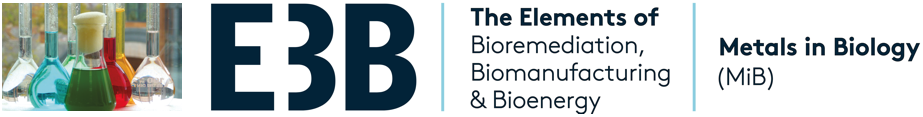 E3B
The Elements of
Bioremediation,
Biomanufacturing
& Bioenergy
Metals in Biology
(MiB)